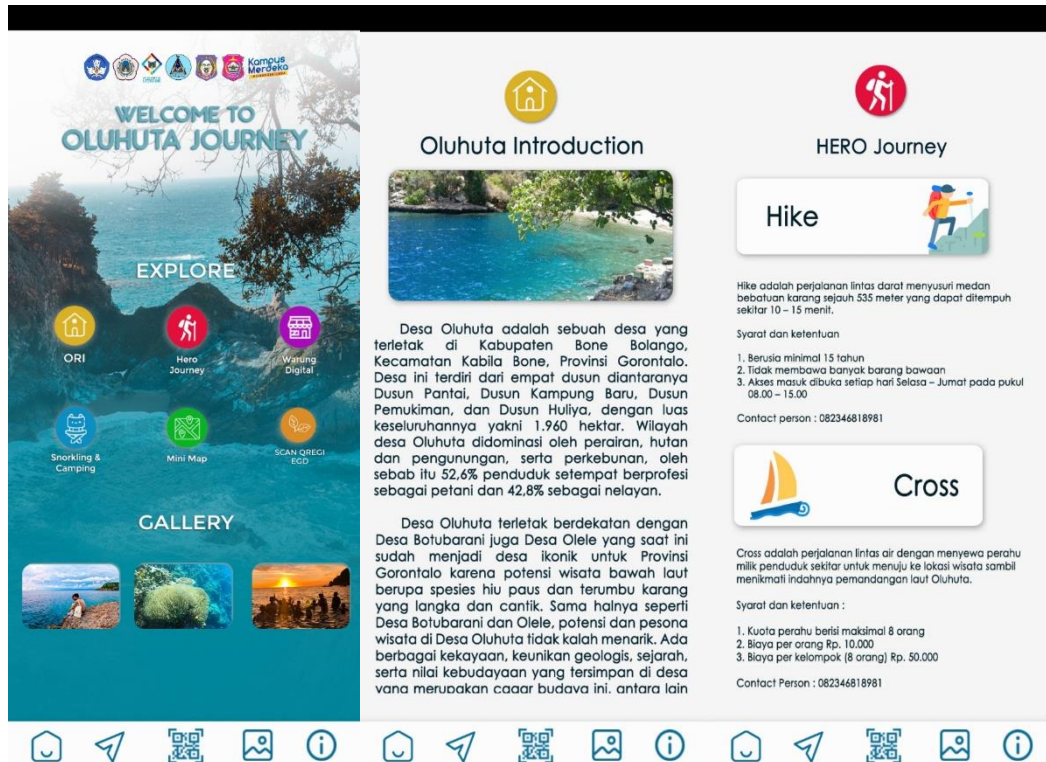 Kampus
Merdeka
WELCOME TO
OLUHUTA JOURNEY
EXPLORE
ORI
Hero
Journey
Warung
Digital
Snorkling &
Camping
Mini Map
SCAN QREGI
EGD
GALLERY
Oluhuta Introduction
Desa Oluhuta adalah sebuah desa yang
terletak di Kabupaten Bone Bolango,
Kecamatan Kabila Bone, Provinsi Gorontalo.
Desa ini terdiri dari empat dusun diantaranya
Dusun Pantai, Dusun Kampung Baru, Dusun
Pemukiman, dan Dusun Huliya, dengan luas
keseluruhannya yakni 1.960 hektar. Wilayah
desa Oluhuta didominasi oleh perairan, hutan
dan pengunungan, serta perkebunan, oleh
sebab itu 52,6% penduduk setempat berprofesi
sebagai petani dan 42,8% sebagai nelayan.
Desa Oluhuta terletak berdekatan dengan
Desa Botubarani juga Desa Olele yang saat ini
sudah menjadi desa ikonik untuk Provinsi
Gorontalo karena potensi wisata bawah laut
berupa spesies hiu paus dan terumbu karang
yang langka dan cantik. Sama halnya seperti
Desa Botubarani dan Olele, potensi dan pesona
wisata di Desa Oluhuta tidak kalah menarik. Ada
berbagai kekayaan, keunikan geologis, sejarah,
serta nilai kebudayaan yang tersimpan di desa
yang merupakan cagar budaya ini, antara lain
HERO Journey
Hike
Hike adalah perjalanan lintas darat menyusuri medan
bebatuan karang sejauh 535 meter yang dapat ditempuh
sekitar 10 – 15 menit.
Syarat dan ketentuan
1. Berusia minimal 15 tahun
2. Tidak membawa banyak barang bawaan
3. Akses masuk dibuka setiap hari Selasa – Jumat pada pukul
08.00 – 15.00
Contact person : 082346818981
Cross
Cross adalah perjalanan lintas air dengan menyewa perahu
milik penduduk sekitar untuk menuju ke lokasi wisata sambil
menikmati indahnya pemandangan laut Oluhuta.
Syarat dan ketentuan :
1. Kuota perahu berisi maksimal 8 orang
2. Biaya per orang Rp. 10.000
3. Biaya per kelompok (8 orang) Rp. 50.000
Contact Person : 082346818981